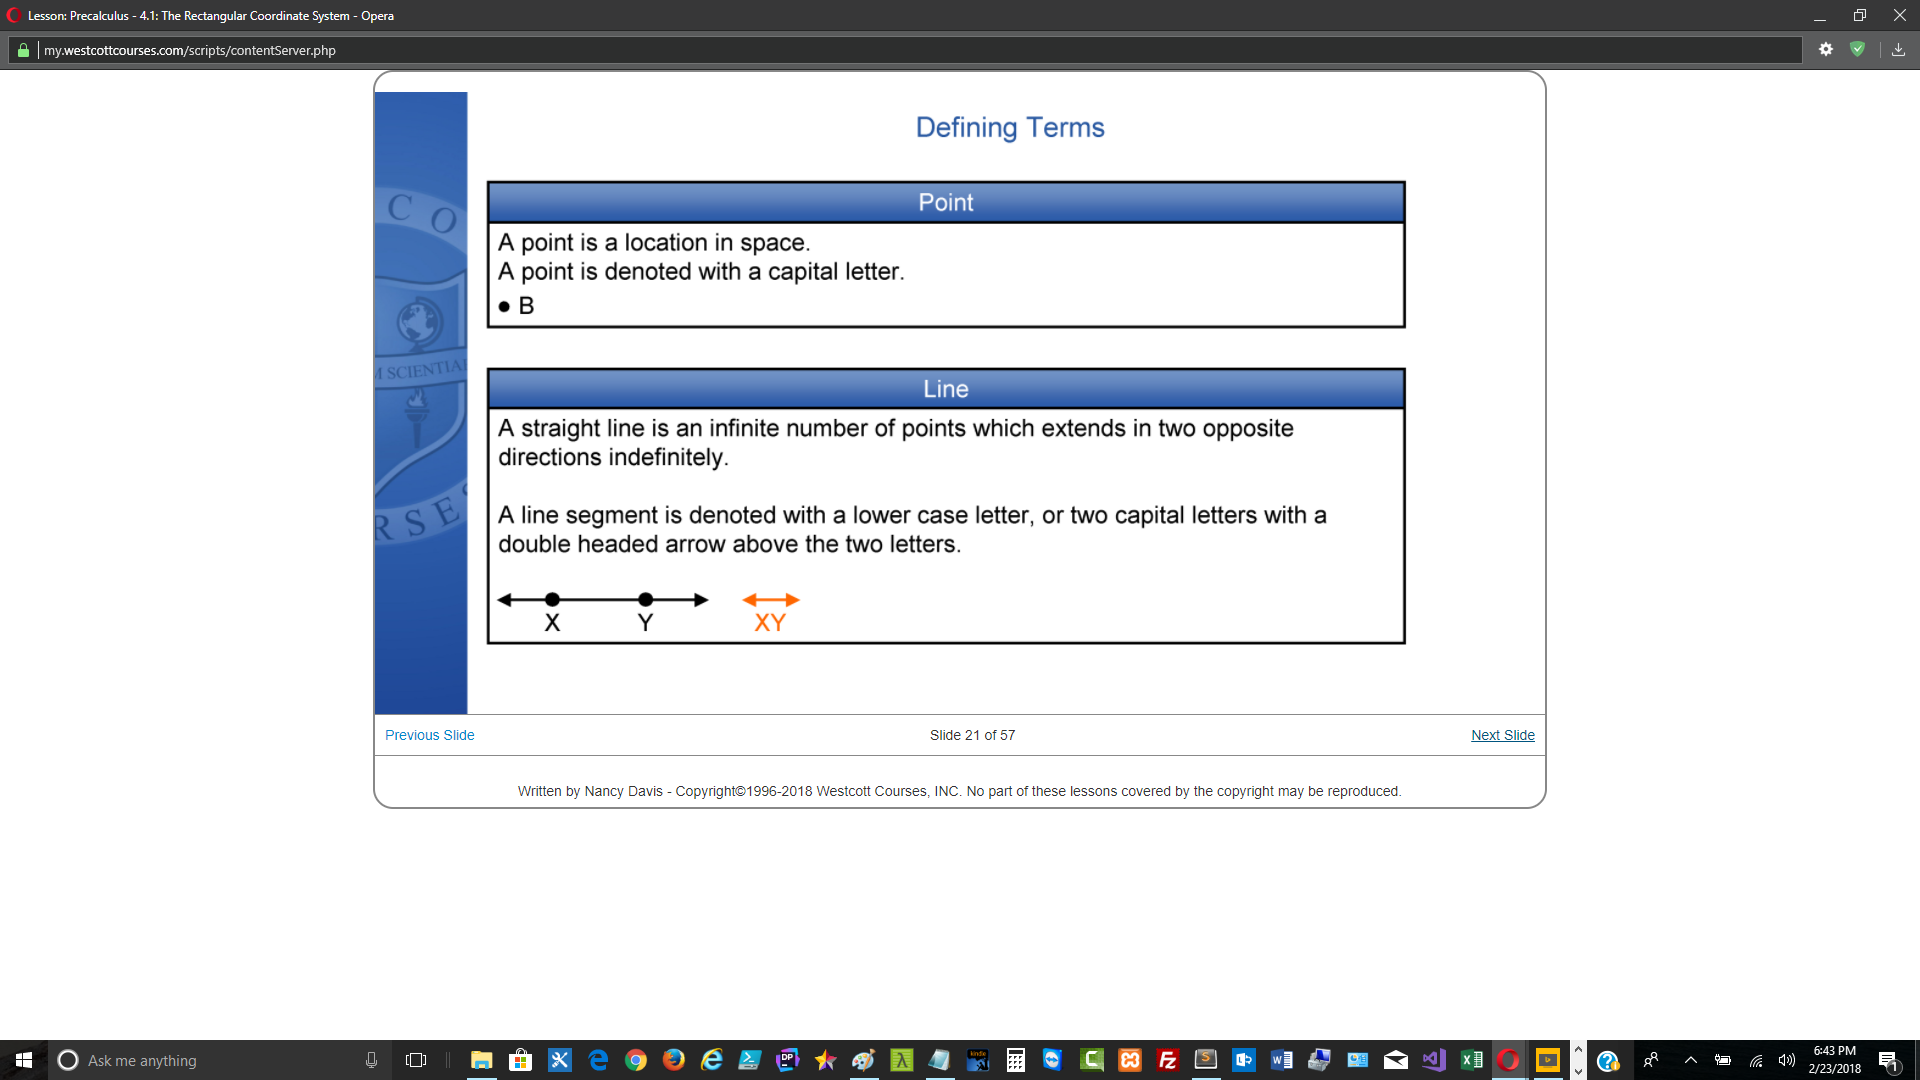 Lesson: Precalculus - 4.1: The Rectangular Coordinate System - Opera
my.westcottcourses.com/scripts/contentServer.php
Defining Terms
Point
A point is a location in space.
A point is denoted with a capital letter.
● B
Line
A straight line is an infinite number of points which extends in two opposite
directions indefinitely.
A line segment is denoted with a lower case letter, or two capital letters with a
double headed arrow above the two letters.
X Y XY
C O
M SCIENTIA
R S E S
Previous Slide Slide 21 of 57 Next Slide
Written by Nancy Davis - Copyright©1996-2018 Westcott Courses, INC. No part of these lessons covered by the copyright may be reproduced.
Ask me anything
6:43 PM
2/23/2018
1